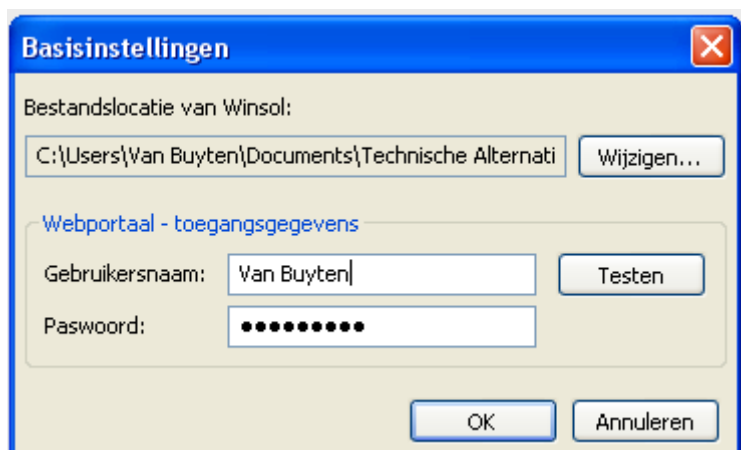 Basisinstellingen
Bestandslocatie van Winsol:
C:\Users\Van Buyten\Documents\Technische Alternati
Wijzigen...
Webportaal - toegangsgegevens
Gebruikersnaam: Van Buyten
Testen
Paswoord: ●●●●●●●●●
OK
Annuleren